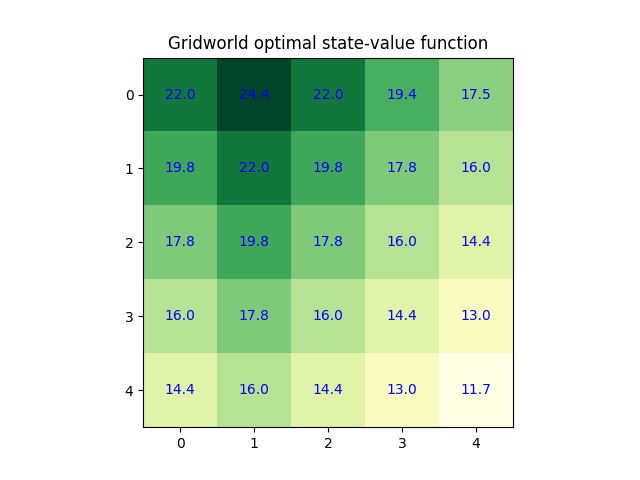 Gridworld optimal state-value function
0 22.0 24.4 22.0 19.4 17.5
1 19.8 22.0 19.8 17.8 16.0
2 17.8 19.8 17.8 16.0 14.4
3 16.0 17.8 16.0 14.4 13.0
4 14.4 16.0 14.4 13.0 11.7
0 1 2 3 4